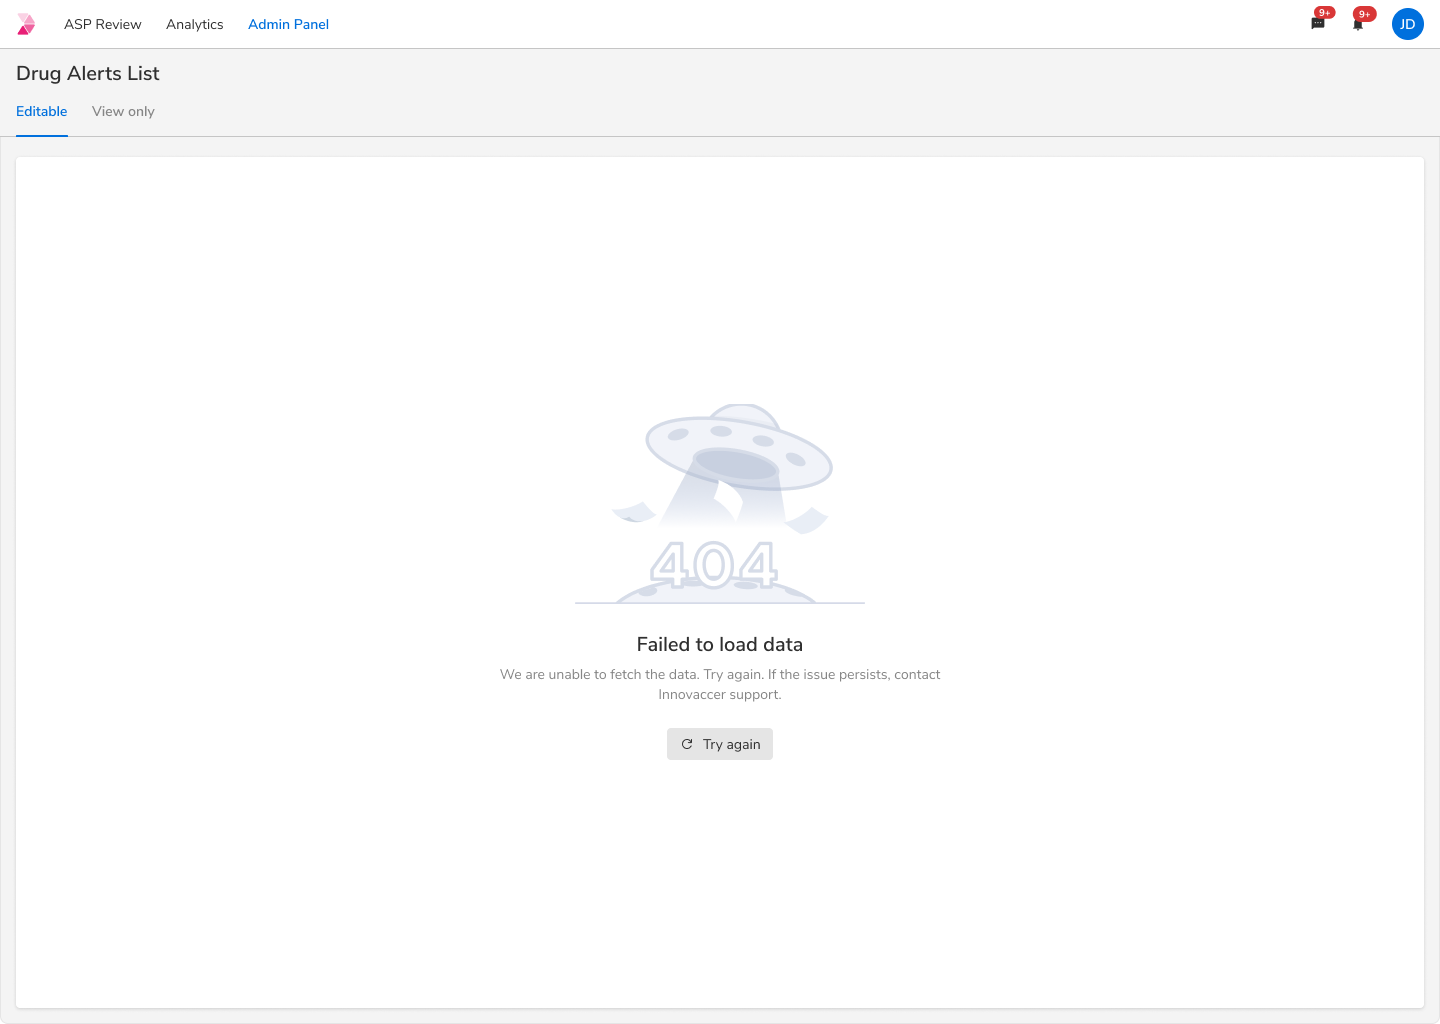 ASP Review Analytics Admin Panel 9+ 9+ JD
Drug Alerts List
Editable View only
404
Failed to load data
We are unable to fetch the data. Try again. If the issue persists, contact
Innovaccer support.
Try again